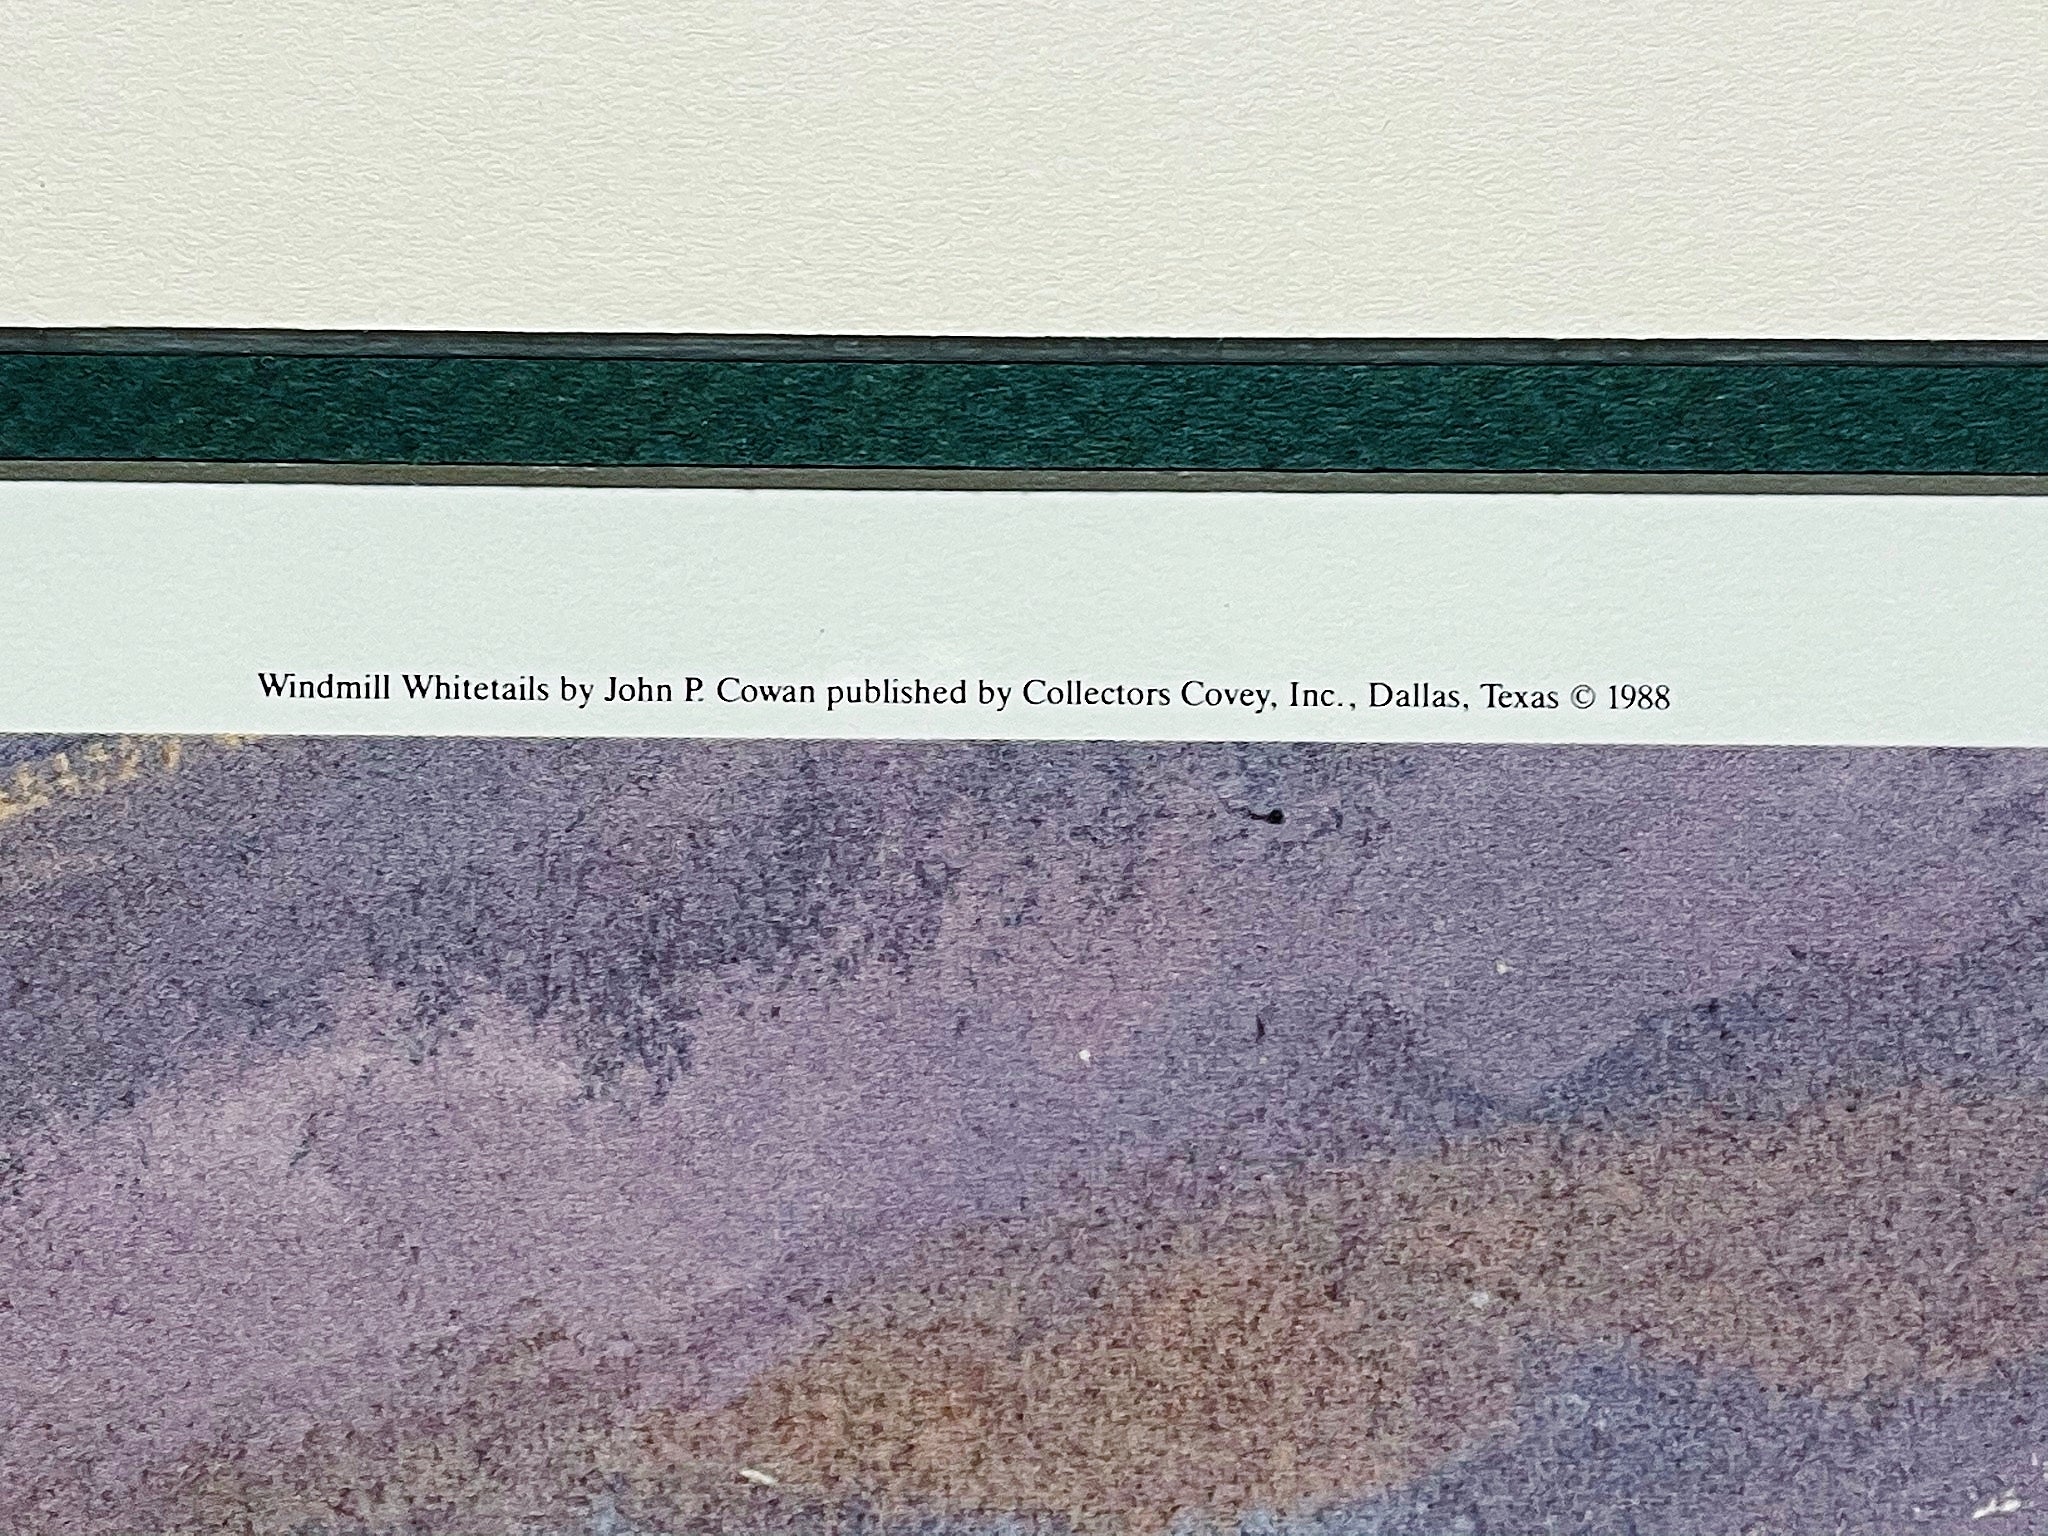 Windmill Whitetails by John P. Cowan published by Collectors Covey, Inc., Dallas, Texas © 1988